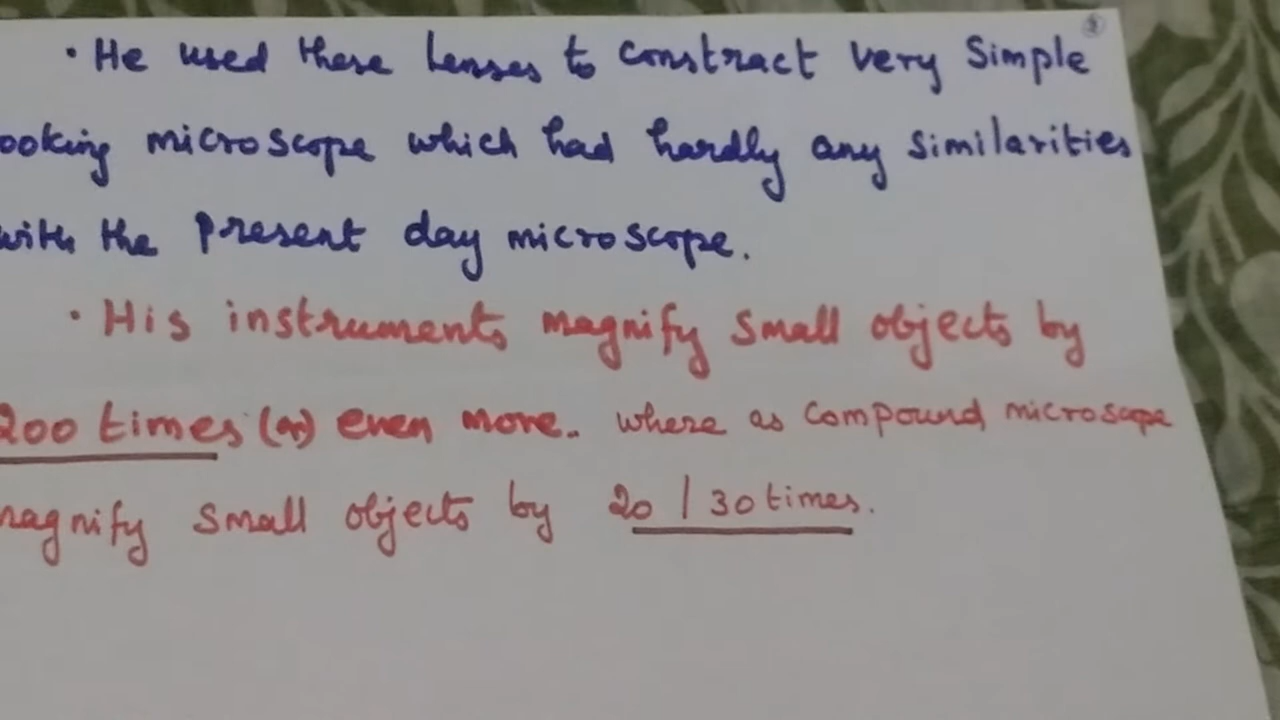 • He used these lenses to constract very Simple
ooking microscope which had hardly any similarities
with the present day microscope.
• His instruments magnify small objects by
200 times (or) even more. where as compound microscope
magnify small objects by 20 / 30 times.